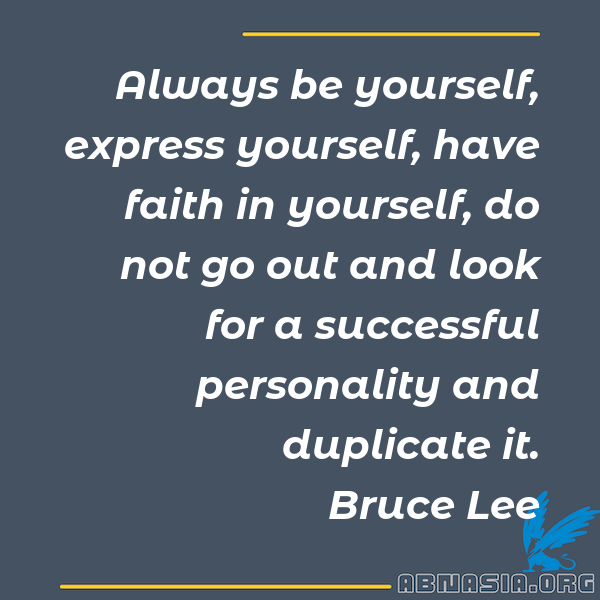 Always be yourself,
express yourself, have
faith in yourself, do
not go out and look
for a successful
personality and
duplicate it.
Bruce Lee
ABNASIA.ORG